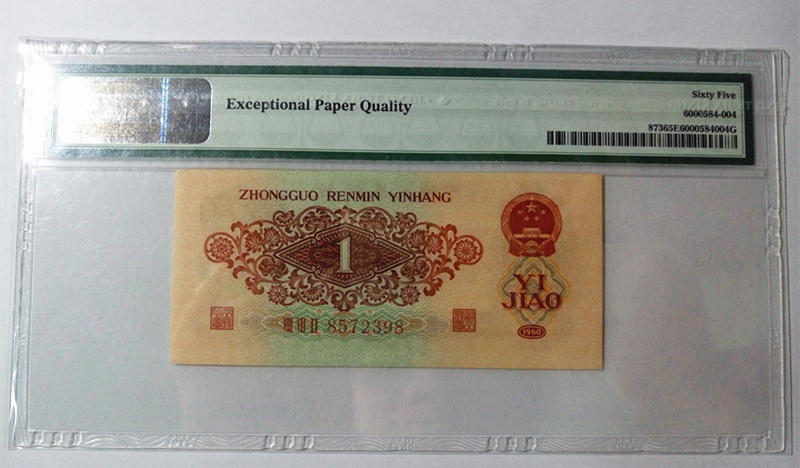 Exceptional Paper Quality
Sixty Five
6000584-004
87365E6000584004G
ZHONGGUO RENMIN YINHANG
1
YI
JIAO
8572398
1960